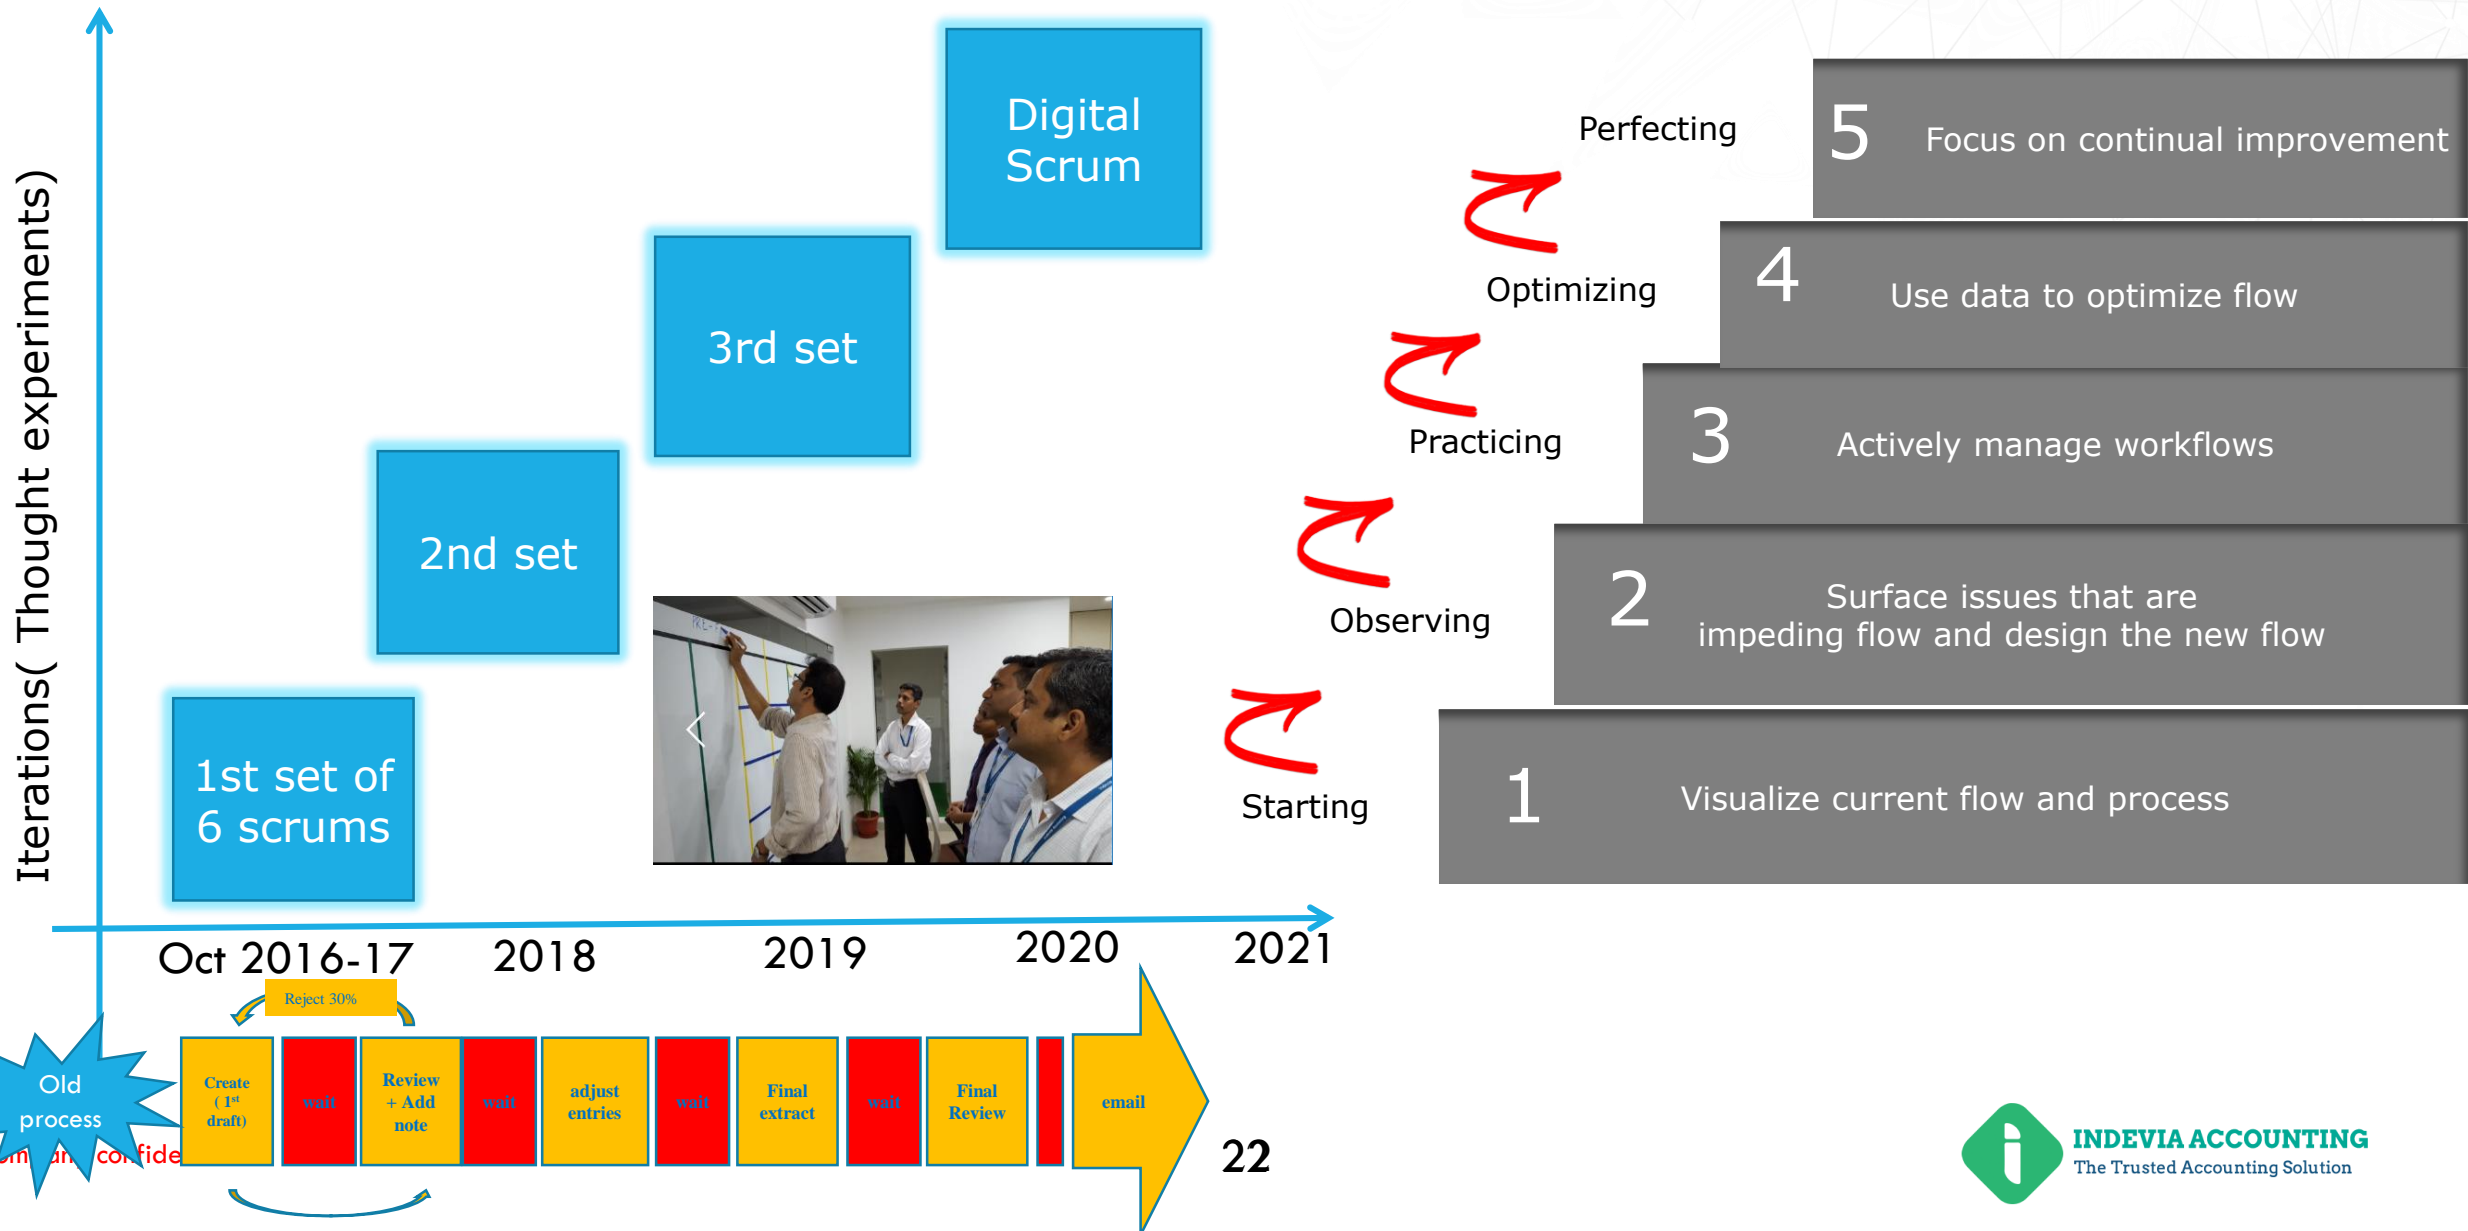 Iterations( Thought experiments)
Digital
Scrum
3rd set
2nd set
1st set of
6 scrums
PRE-
Oct 2016-17
2018
2019
2020
2021
Perfecting
Optimizing
Practicing
Observing
Starting
5 Focus on continual improvement
4 Use data to optimize flow
3 Actively manage workflows
2 Surface issues that are
impeding flow and design the new flow
1 Visualize current flow and process
Reject 30%
Old
process
Create
( 1st
draft)
wait
Review
+ Add
note
wait
adjust
entries
wait
Final
extract
wait
Final
Review
email
22
INDEVIA ACCOUNTING
The Trusted Accounting Solution